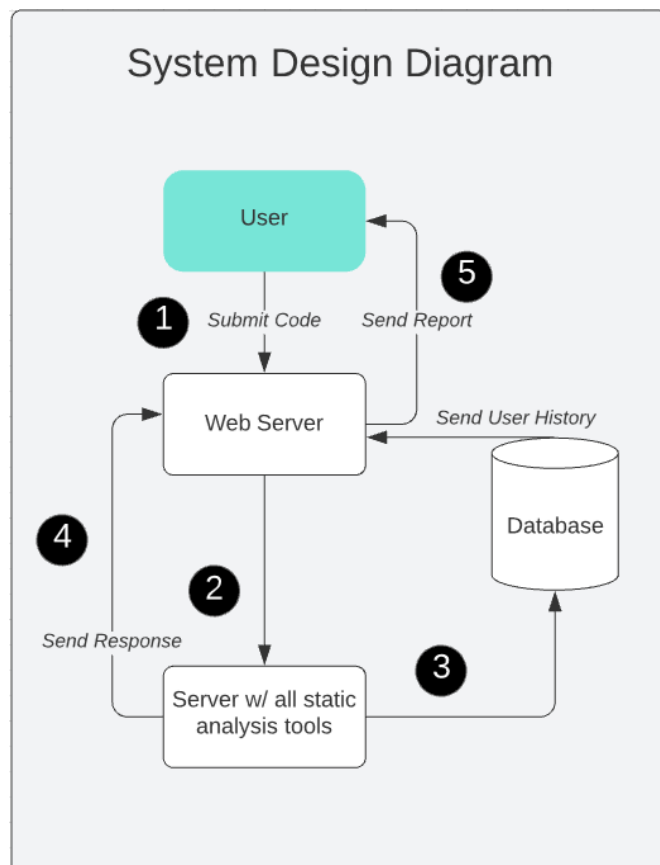 System Design Diagram
User
1
Submit Code
5
Send Report
Web Server
Send User History
Database
4
2
Send Response
3
Server w/ all static
analysis tools